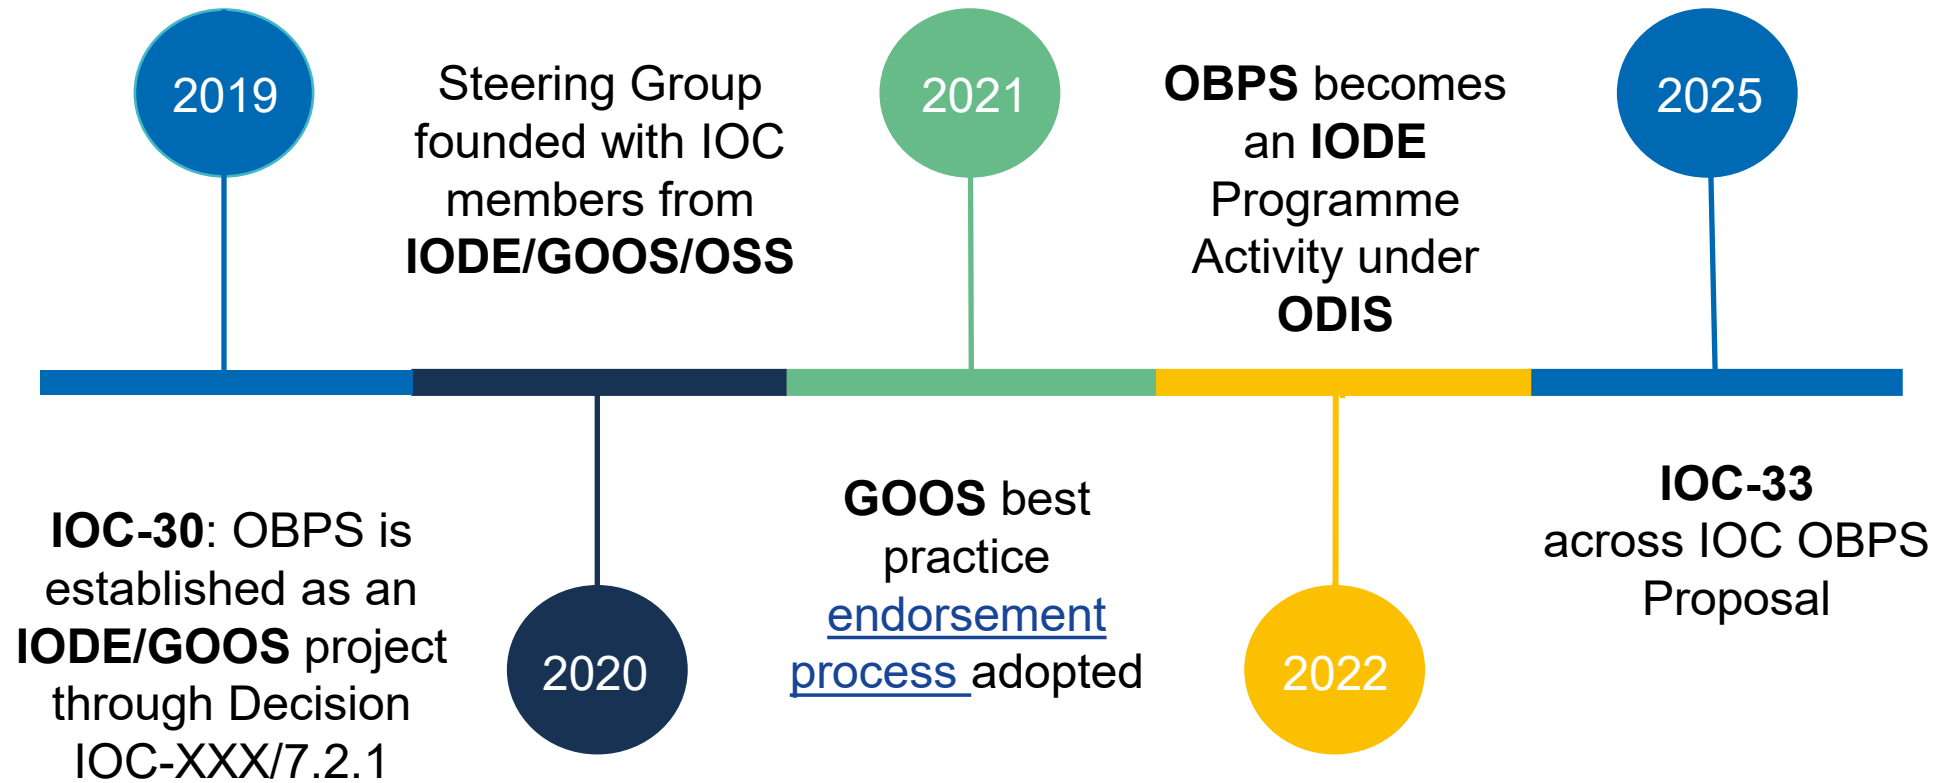 2019
IOC-30: OBPS is
established as an
IODE/GOOS project
through Decision
IOC-XXX/7.2.1
Steering Group
founded with IOC
members from
IODE/GOOS/OSS
2020
2021
GOOS best
practice
endorsement
process adopted
OBPS becomes
an IODE
Programme
Activity under
ODIS
2022
2025
IOC-33
across IOC OBPS
Proposal